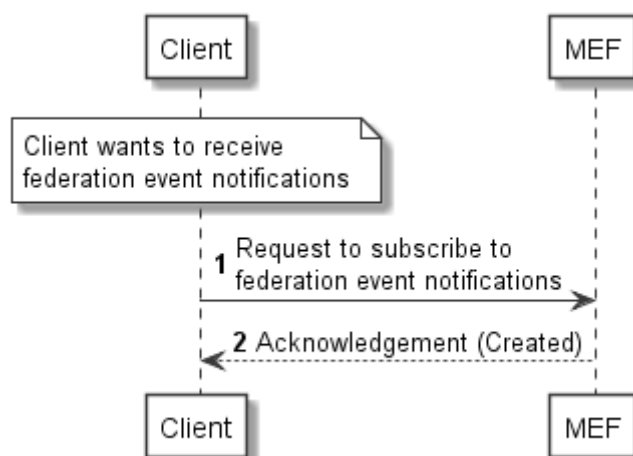 Client
MEF
Client wants to receive
federation event notifications
1 Request to subscribe to
federation event notifications
2 Acknowledgement (Created)
Client
MEF